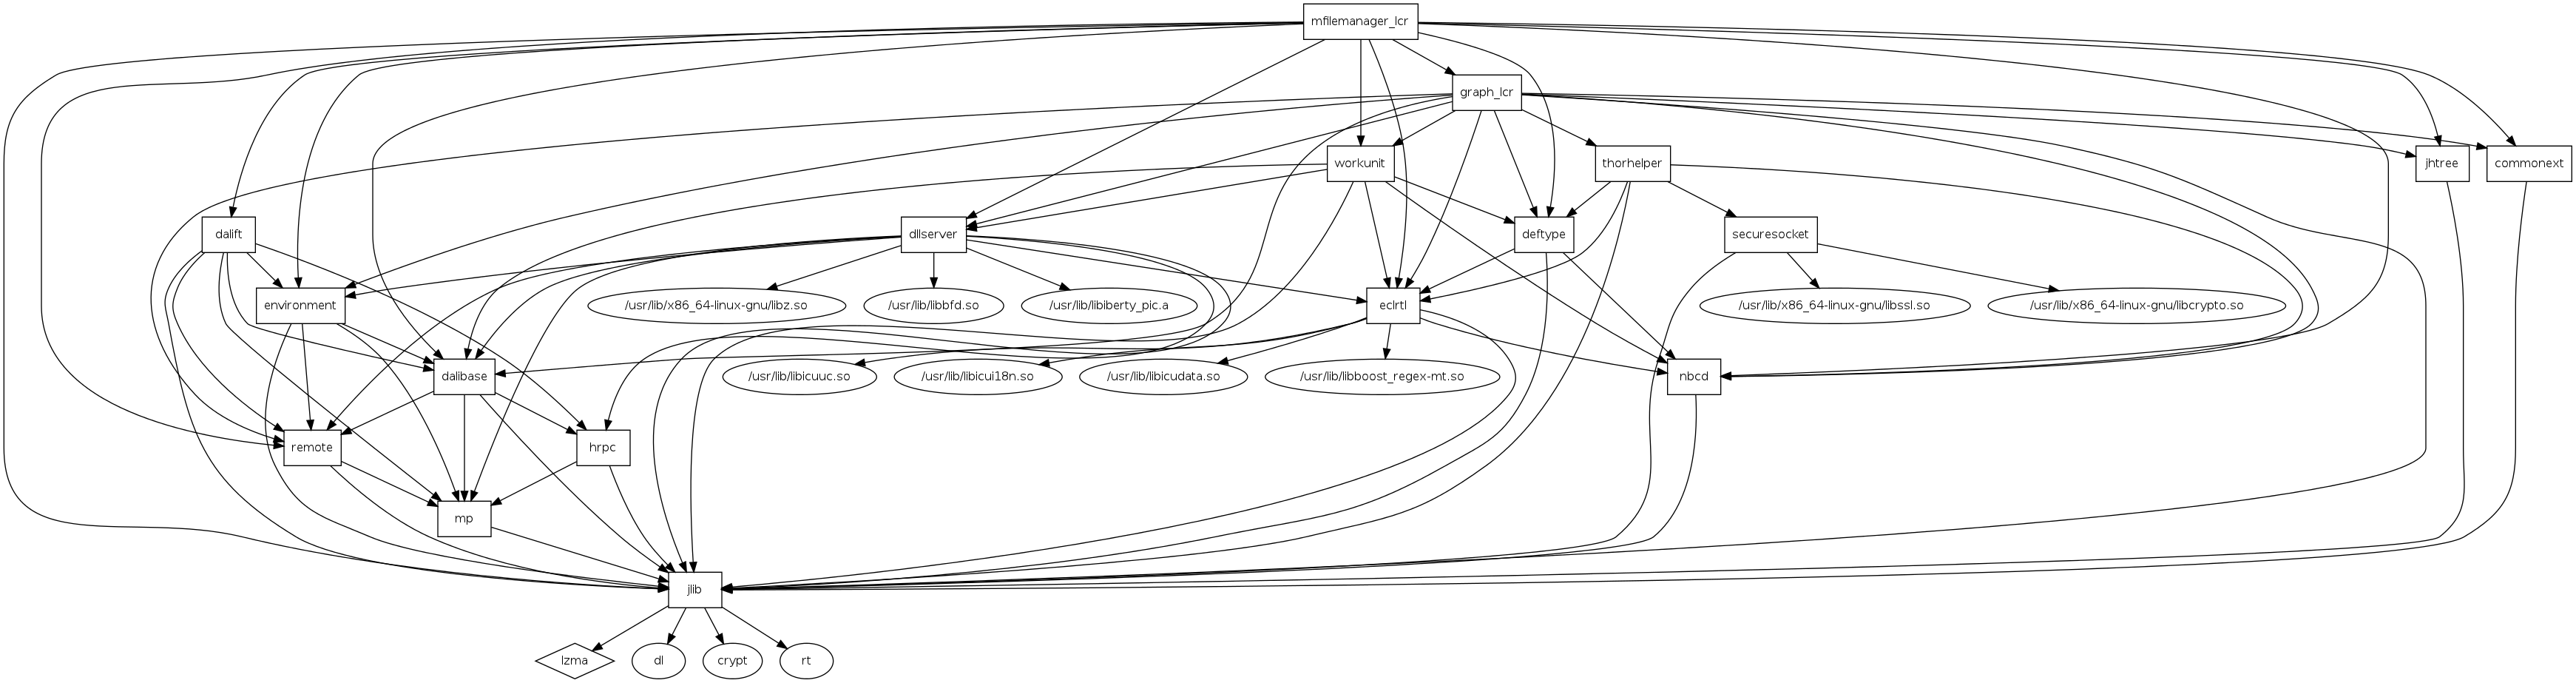 mfilemanager_lcr
graph_lcr
workunit
thorhelper
jhtree
commonext
dalift
dllserver
deftype
securesocket
environment
/usr/lib/x86_64-linux-gnu/libz.so
/usr/lib/libbfd.so
/usr/lib/libiberty_pic.a
eclrtl
/usr/lib/x86_64-linux-gnu/libssl.so
/usr/lib/x86_64-linux-gnu/libcrypto.so
dalibase
/usr/lib/libicuuc.so
/usr/lib/libicui18n.so
/usr/lib/libicudata.so
/usr/lib/libboost_regex-mt.so
nbcd
remote
hrpc
mp
jlib
lzma
dl
crypt
rt